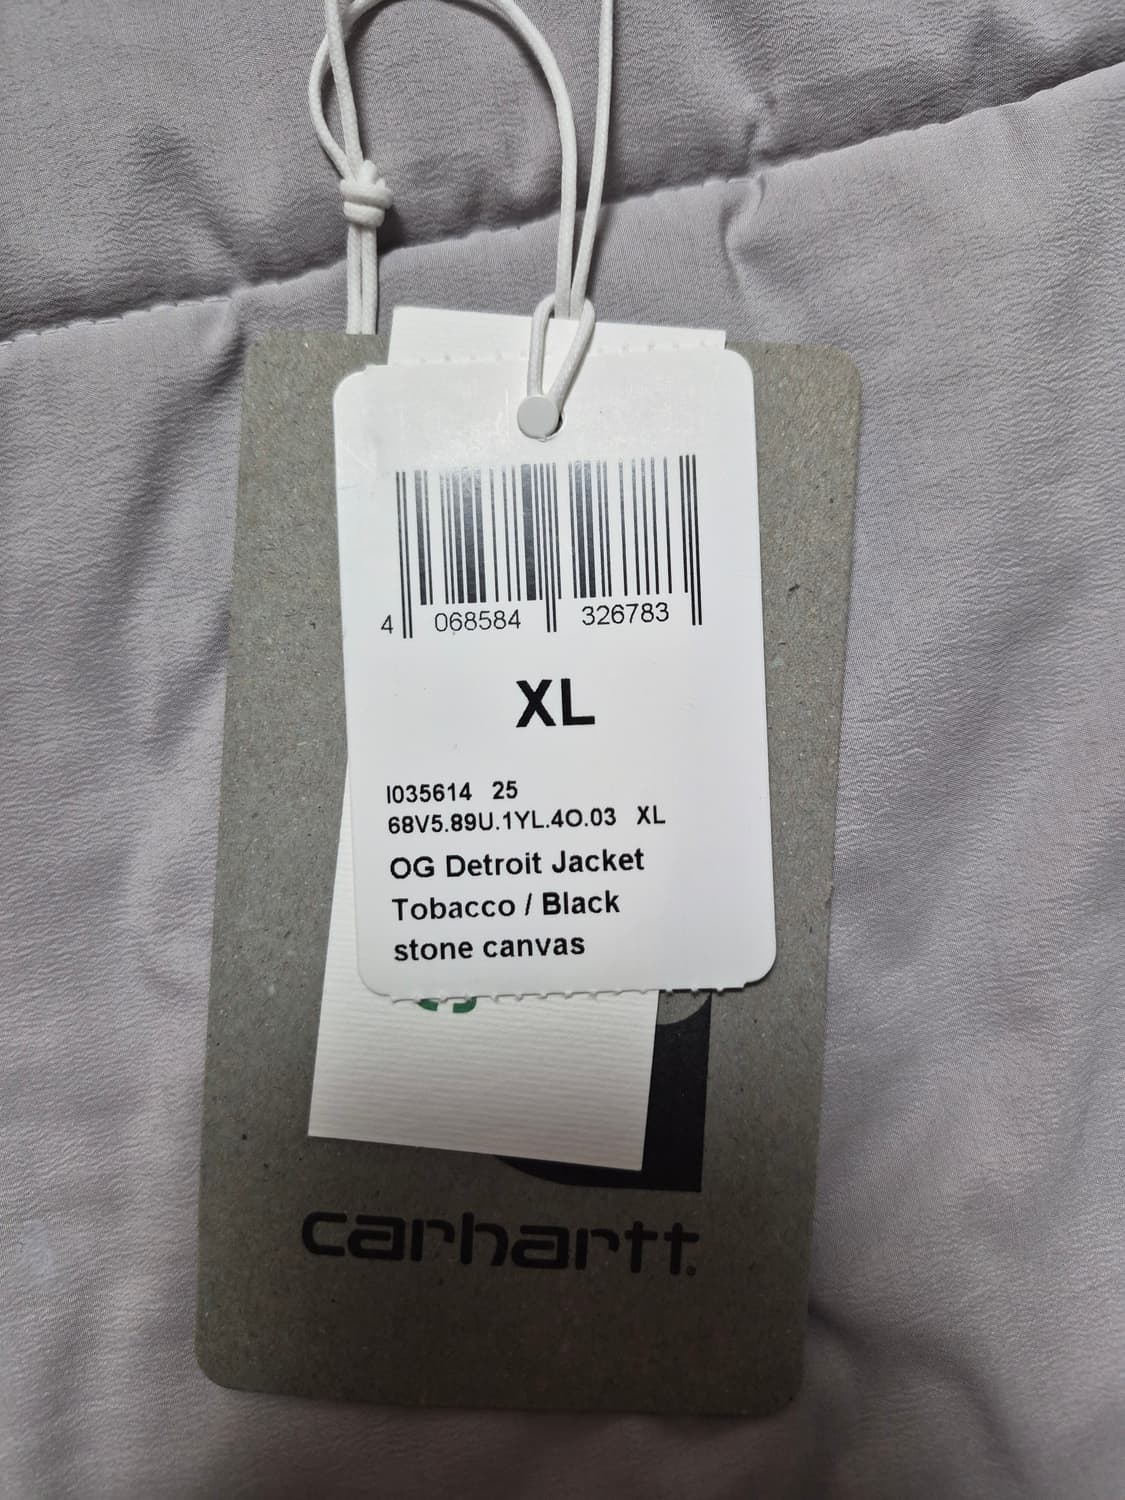 4 068584 326783
XL
I035614 25
68V5.89U.1YL.4O.03 XL
OG Detroit Jacket
Tobacco / Black
stone canvas
carhartt.